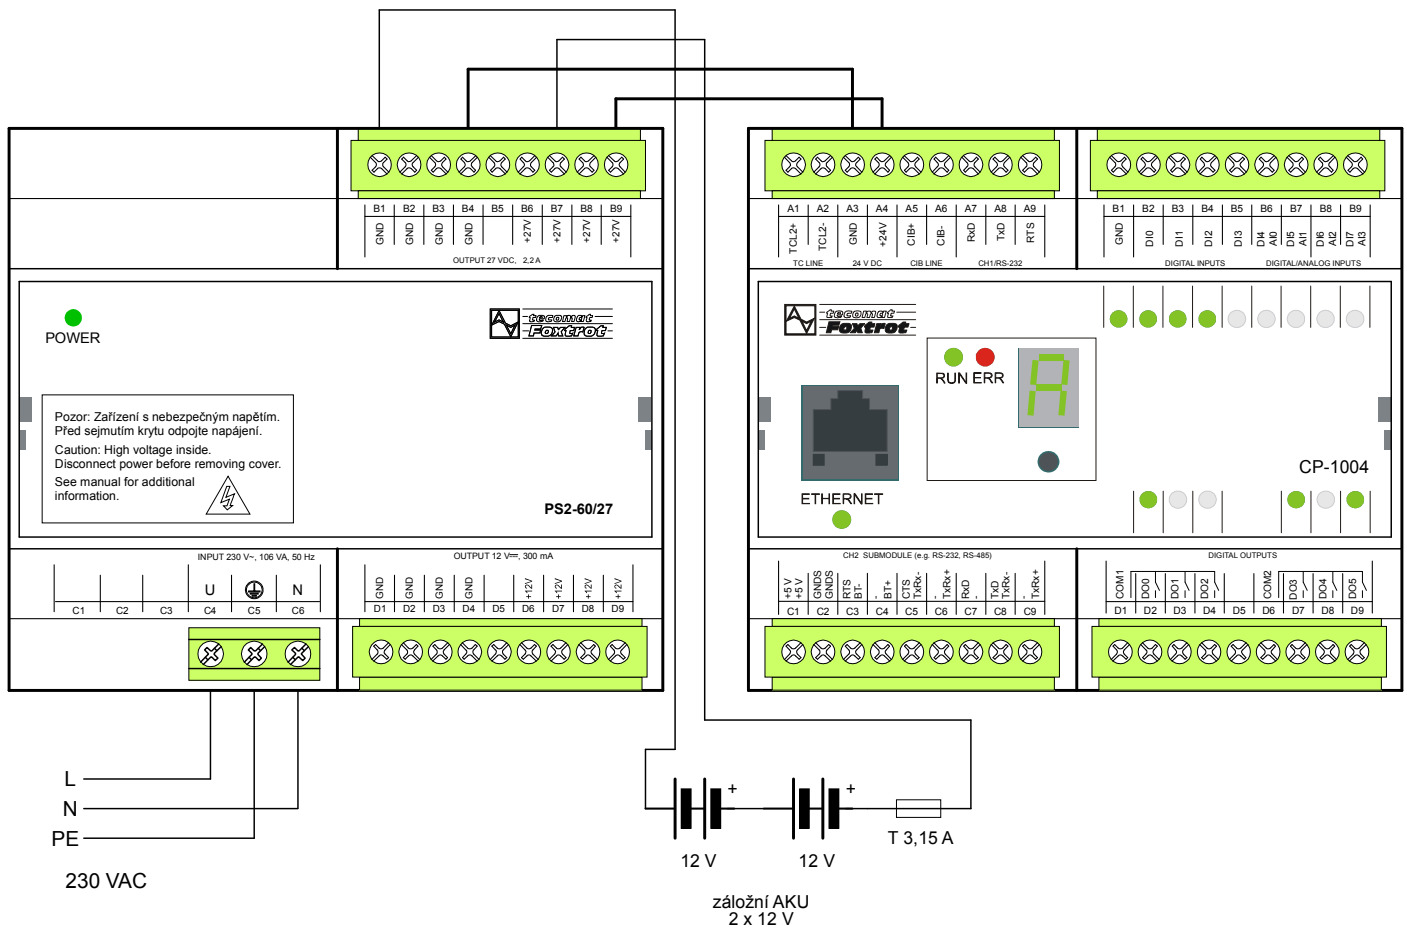 B1 B2 B3 B4 B5 B6 B7 B8 B9
GND GND GND GND +27V +27V +27V +27V
OUTPUT 27 VDC, 2,2 A
POWER
tecomat
Foxtrot
Pozor: Zařízení s nebezpečným napětím.
Před sejmutím krytu odpojte napájení.
Caution: High voltage inside.
Disconnect power before removing cover.
See manual for additional
information.
PS2-60/27
INPUT 230 V~, 106 VA, 50 Hz
U N
C1 C2 C3 C4 C5 C6
OUTPUT 12 V⎓, 300 mA
GND GND GND GND +12V +12V +12V +12V
D1 D2 D3 D4 D5 D6 D7 D8 D9
A1 A2 A3 A4 A5 A6 A7 A8 A9
TCL2+ TCL2- GND +24V CIB+ CIB- RxD TxD RTS
TC LINE 24 V DC CIB LINE CH1/RS-232
B1 B2 B3 B4 B5 B6 B7 B8 B9
GND DI0 DI1 DI2 DI3 DI4 DI5 DI6 DI7
AI0 AI1 AI2 AI3
DIGITAL INPUTS DIGITAL/ANALOG INPUTS
tecomat
Foxtrot
RUN ERR
A
ETHERNET
CP-1004
CH2 SUBMODULE (e.g. RS-232, RS-485)
+5 V GNDS RTS - CTS - RxD TxD -
+5 V GNDS BT- BT+ TxRx- TxRx+ - TxRx- TxRx+
C1 C2 C3 C4 C5 C6 C7 C8 C9
DIGITAL OUTPUTS
COM1 DO0 DO1 DO2 COM2 DO3 DO4 DO5
D1 D2 D3 D4 D5 D6 D7 D8 D9
L
N
PE
230 VAC
+ +
12 V 12 V
T 3,15 A
záložní AKU
2 x 12 V